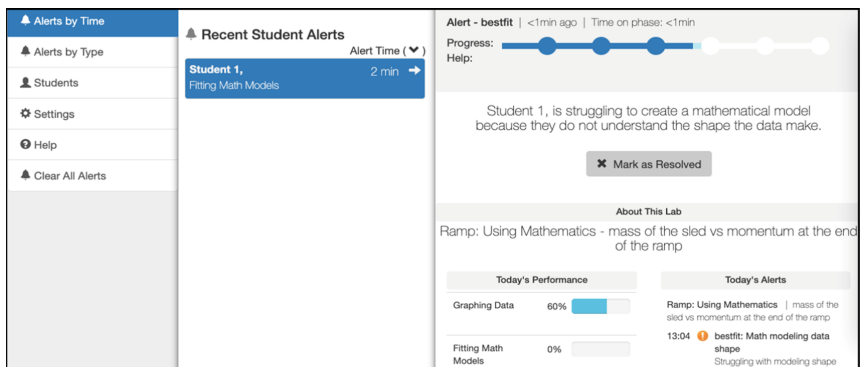 Alerts by Time
Alerts by Type
Students
Settings
Help
Clear All Alerts
Recent Student Alerts
Alert Time ( )
Student 1,
2 min
Fitting Math Models
Alert - bestfit | <1min ago | Time on phase: <1min
Progress:
Help:
Student 1, is struggling to create a mathematical model
because they do not understand the shape the data make.
Mark as Resolved
About This Lab
Ramp: Using Mathematics - mass of the sled vs momentum at the end
of the ramp
Today's Performance
Graphing Data 60%
Fitting Math 0%
Models
Today's Alerts
Ramp: Using Mathematics | mass of the
sled vs momentum at the end of the ramp
13:04 bestfit: Math modeling data
shape
Struggling with modeling shape